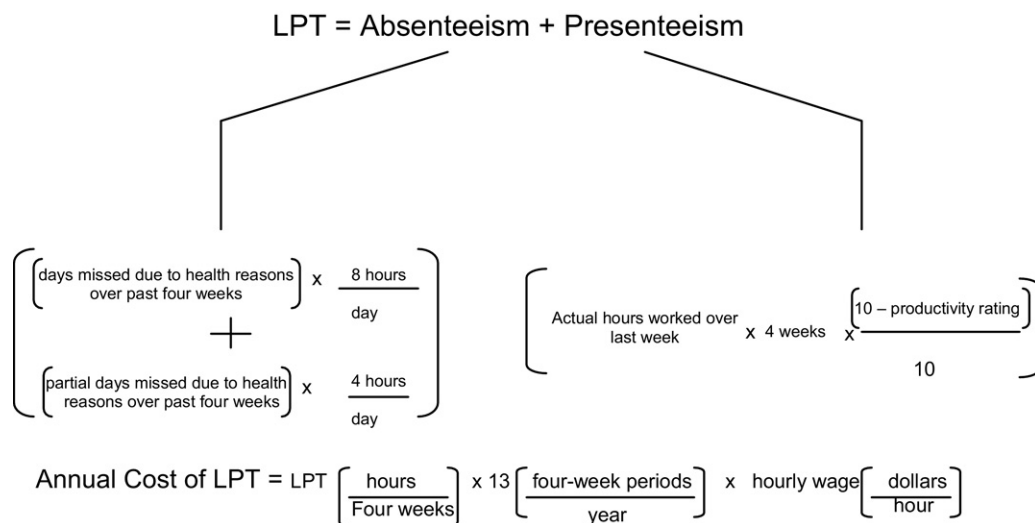 LPT = Absenteeism + Presenteeism
days missed due to health reasons
over past four weeks
x
8 hours
day
+
partial days missed due to health
reasons over past four weeks
x
4 hours
day
Actual hours worked over
last week
x 4 weeks x
10 – productivity rating
10
Annual Cost of LPT = LPT [hours / Four weeks] x 13 [four-week periods / year] x hourly wage [dollars / hour]